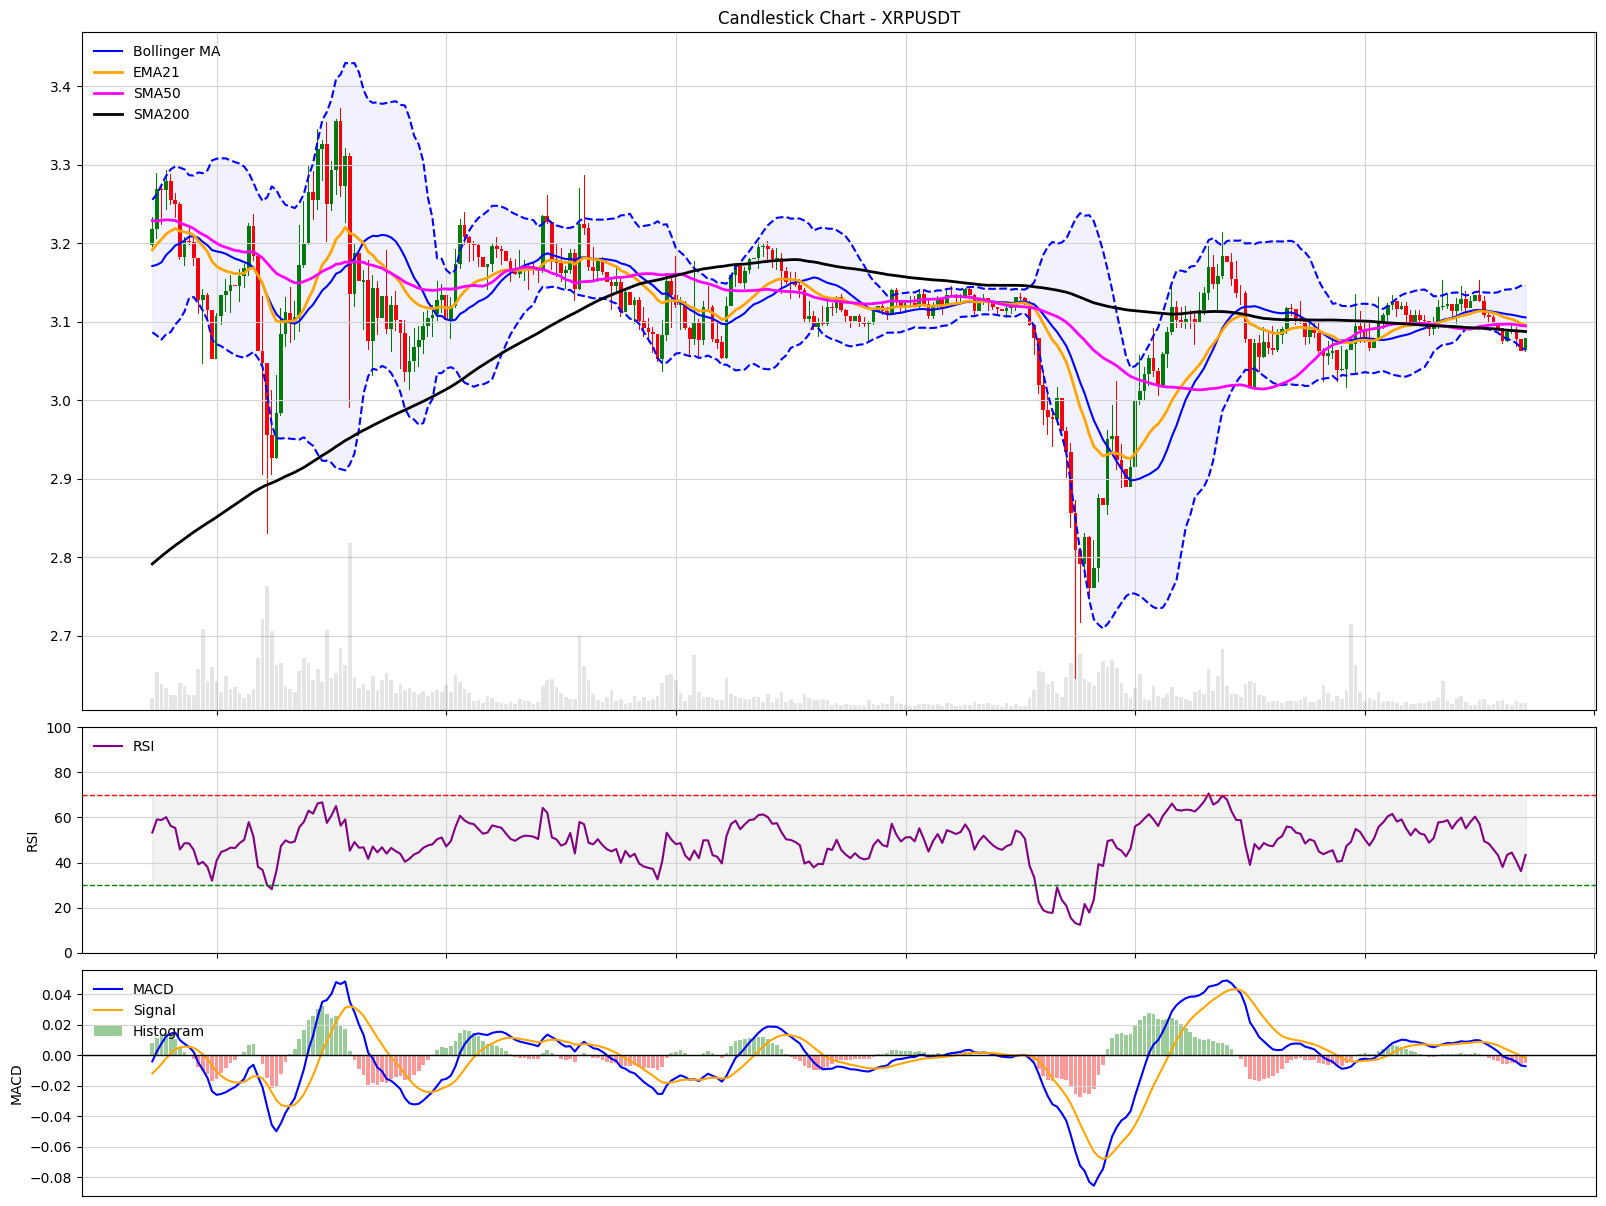 Candlestick Chart - XRPUSDT
Bollinger MA
EMA21
SMA50
SMA200
3.4
3.3
3.2
3.1
3.0
2.9
2.8
2.7
100
80
60
40
20
0
RSI
RSI
0.04
0.02
0.00
−0.02
−0.04
−0.06
−0.08
MACD
MACD
Signal
Histogram